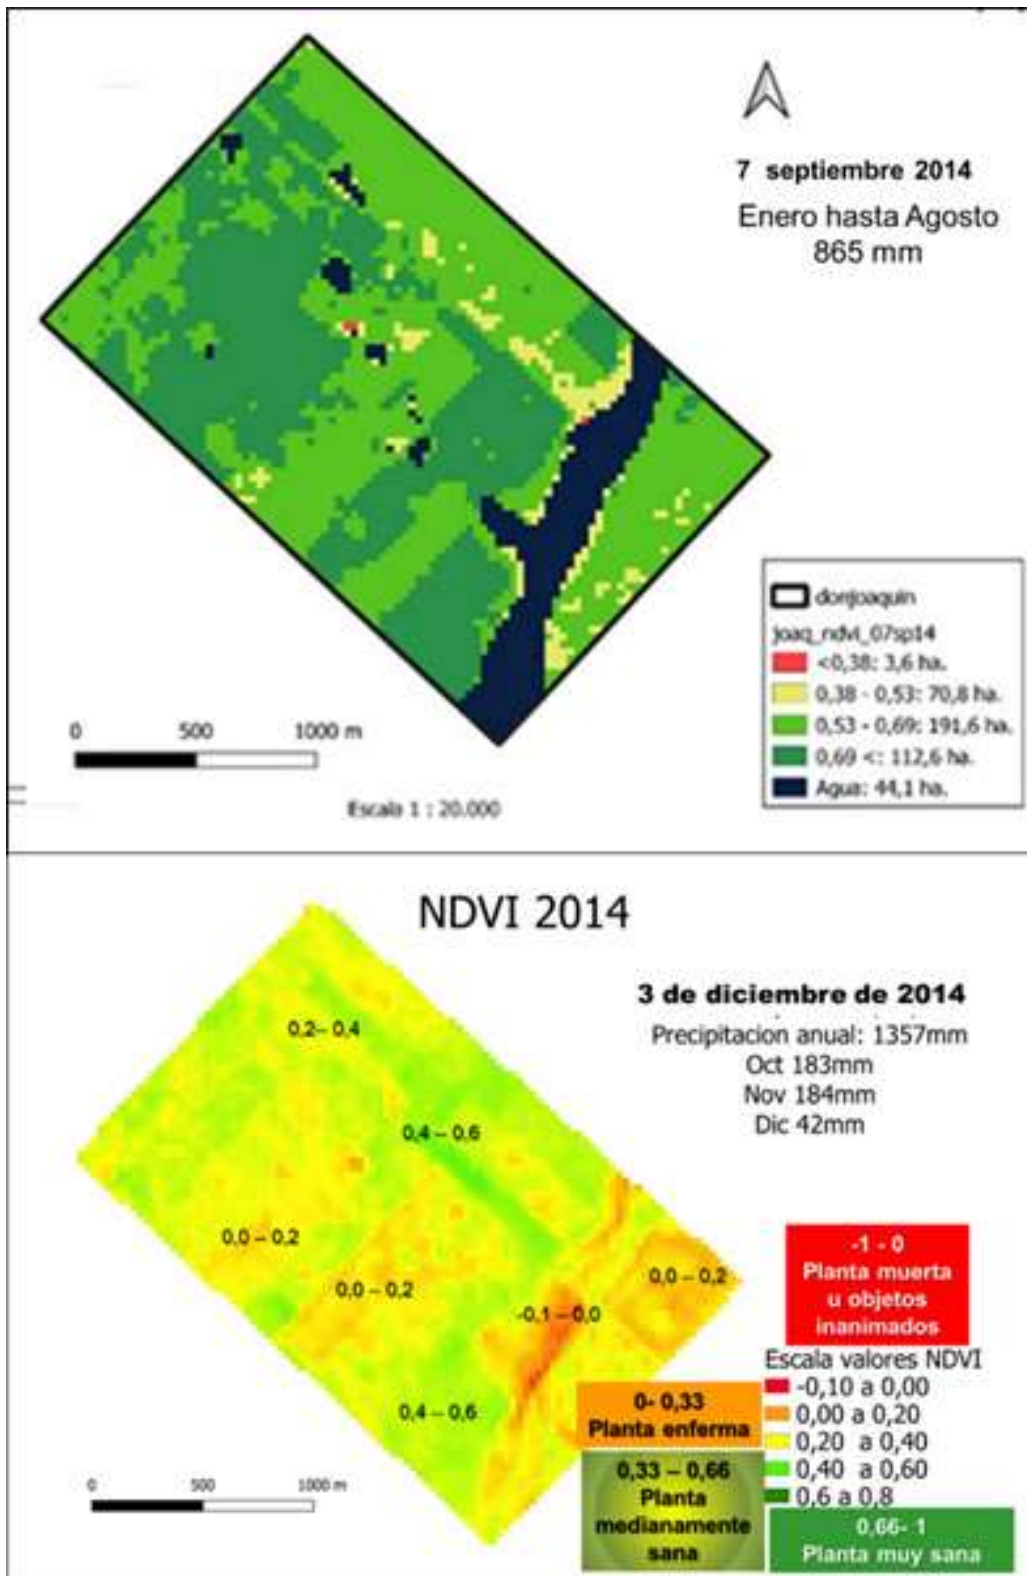 7 septiembre 2014
Enero hasta Agosto
865 mm
donjoaquin
joaq_ndvi_07sp14
<0,38: 3,6 ha.
0,38 - 0,53: 70,8 ha.
0,53 - 0,69: 191,6 ha.
0,69 <: 112,6 ha.
Agua: 44,1 ha.
0 500 1000 m
Escala 1 : 20.000
NDVI 2014
3 de diciembre de 2014
Precipitacion anual: 1357mm
Oct 183mm
Nov 184mm
Dic 42mm
0,2– 0,4
0,4 – 0,6
0,0 – 0,2
0,0 – 0,2
0,0 – 0,2
-0,1 – 0,0
0,4 – 0,6
-1 - 0
Planta muerta
u objetos
inanimados
Escala valores NDVI
-0,10 a 0,00
0,00 a 0,20
0,20 a 0,40
0,40 a 0,60
0,6 a 0,8
0- 0,33
Planta enferma
0,33 – 0,66
Planta
medianamente
sana
0,66- 1
Planta muy sana
0 500 1000 m